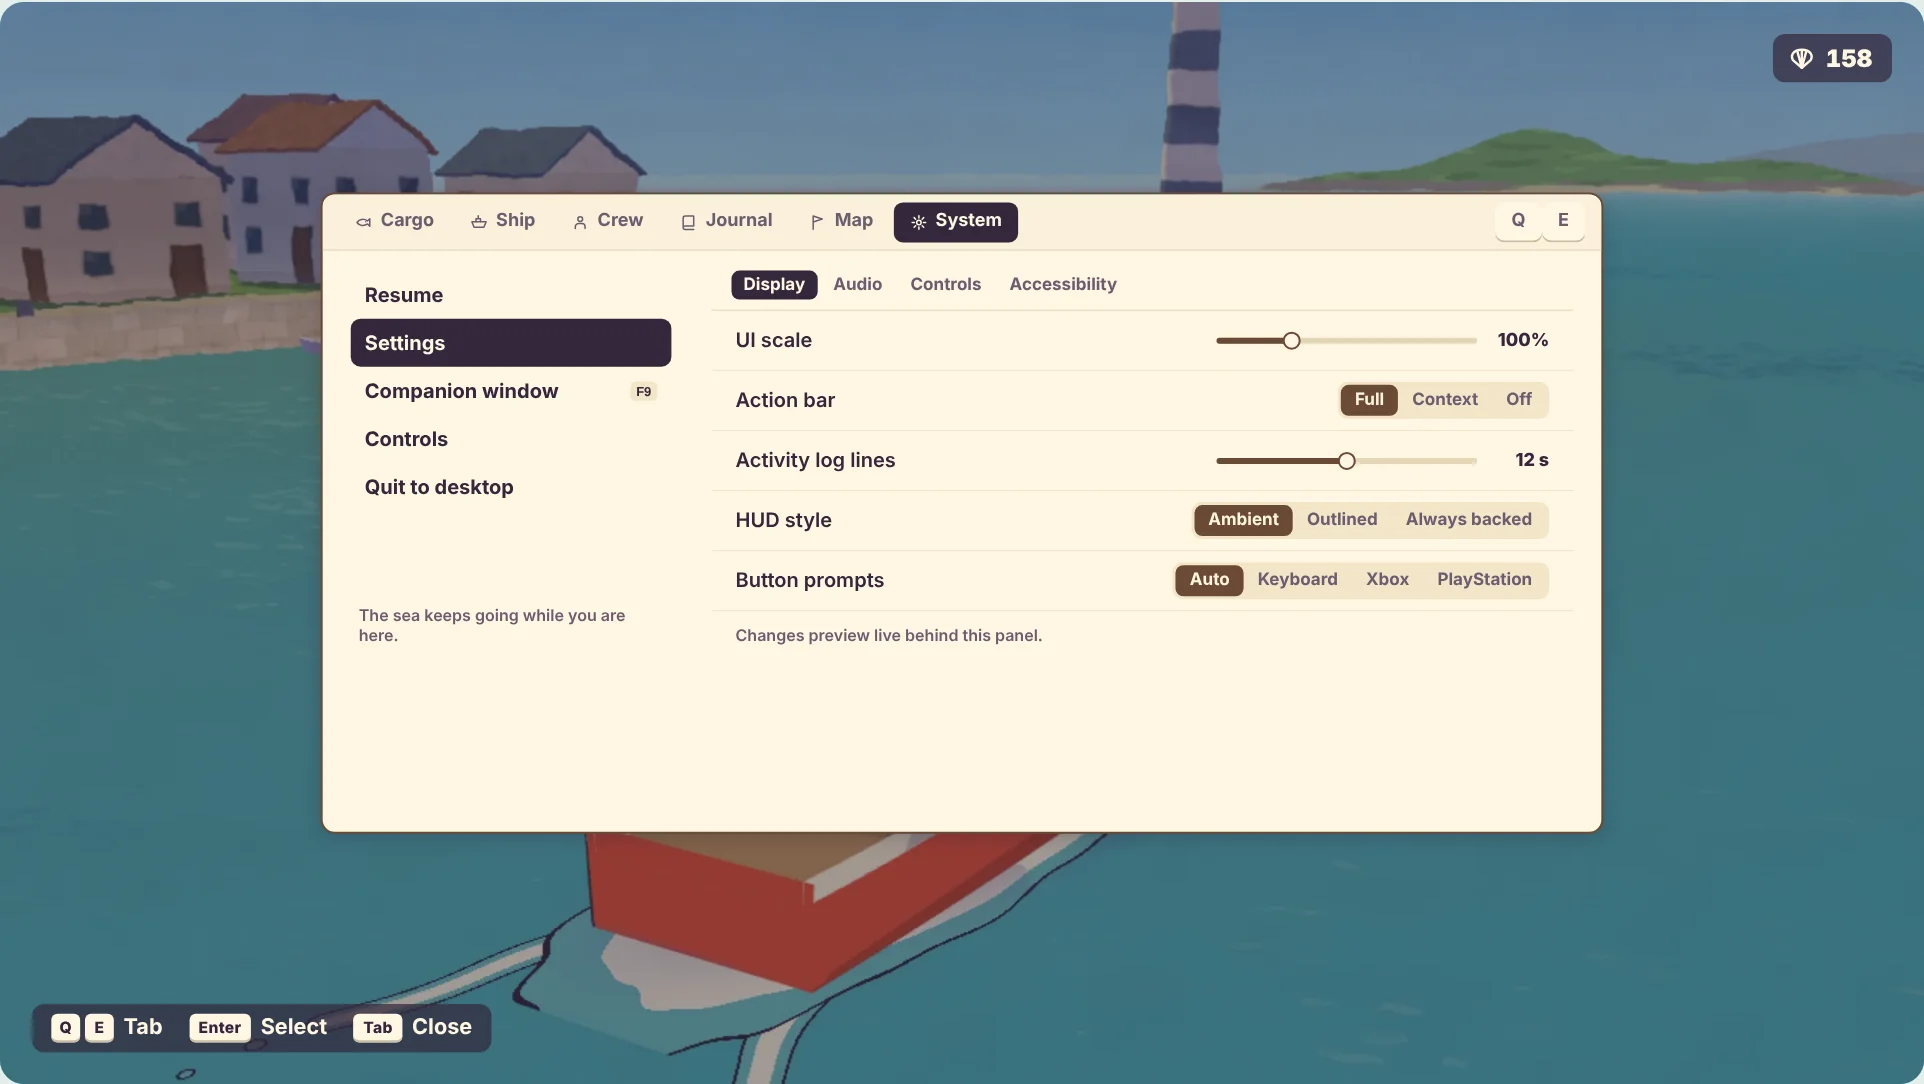 158
Cargo Ship Crew Journal Map System Q E
Resume
Settings
Companion window F9
Controls
Quit to desktop
The sea keeps going while you are
here.
Display Audio Controls Accessibility
UI scale 100%
Action bar Full Context Off
Activity log lines 12 s
HUD style Ambient Outlined Always backed
Button prompts Auto Keyboard Xbox PlayStation
Changes preview live behind this panel.
Q E Tab Enter Select Tab Close